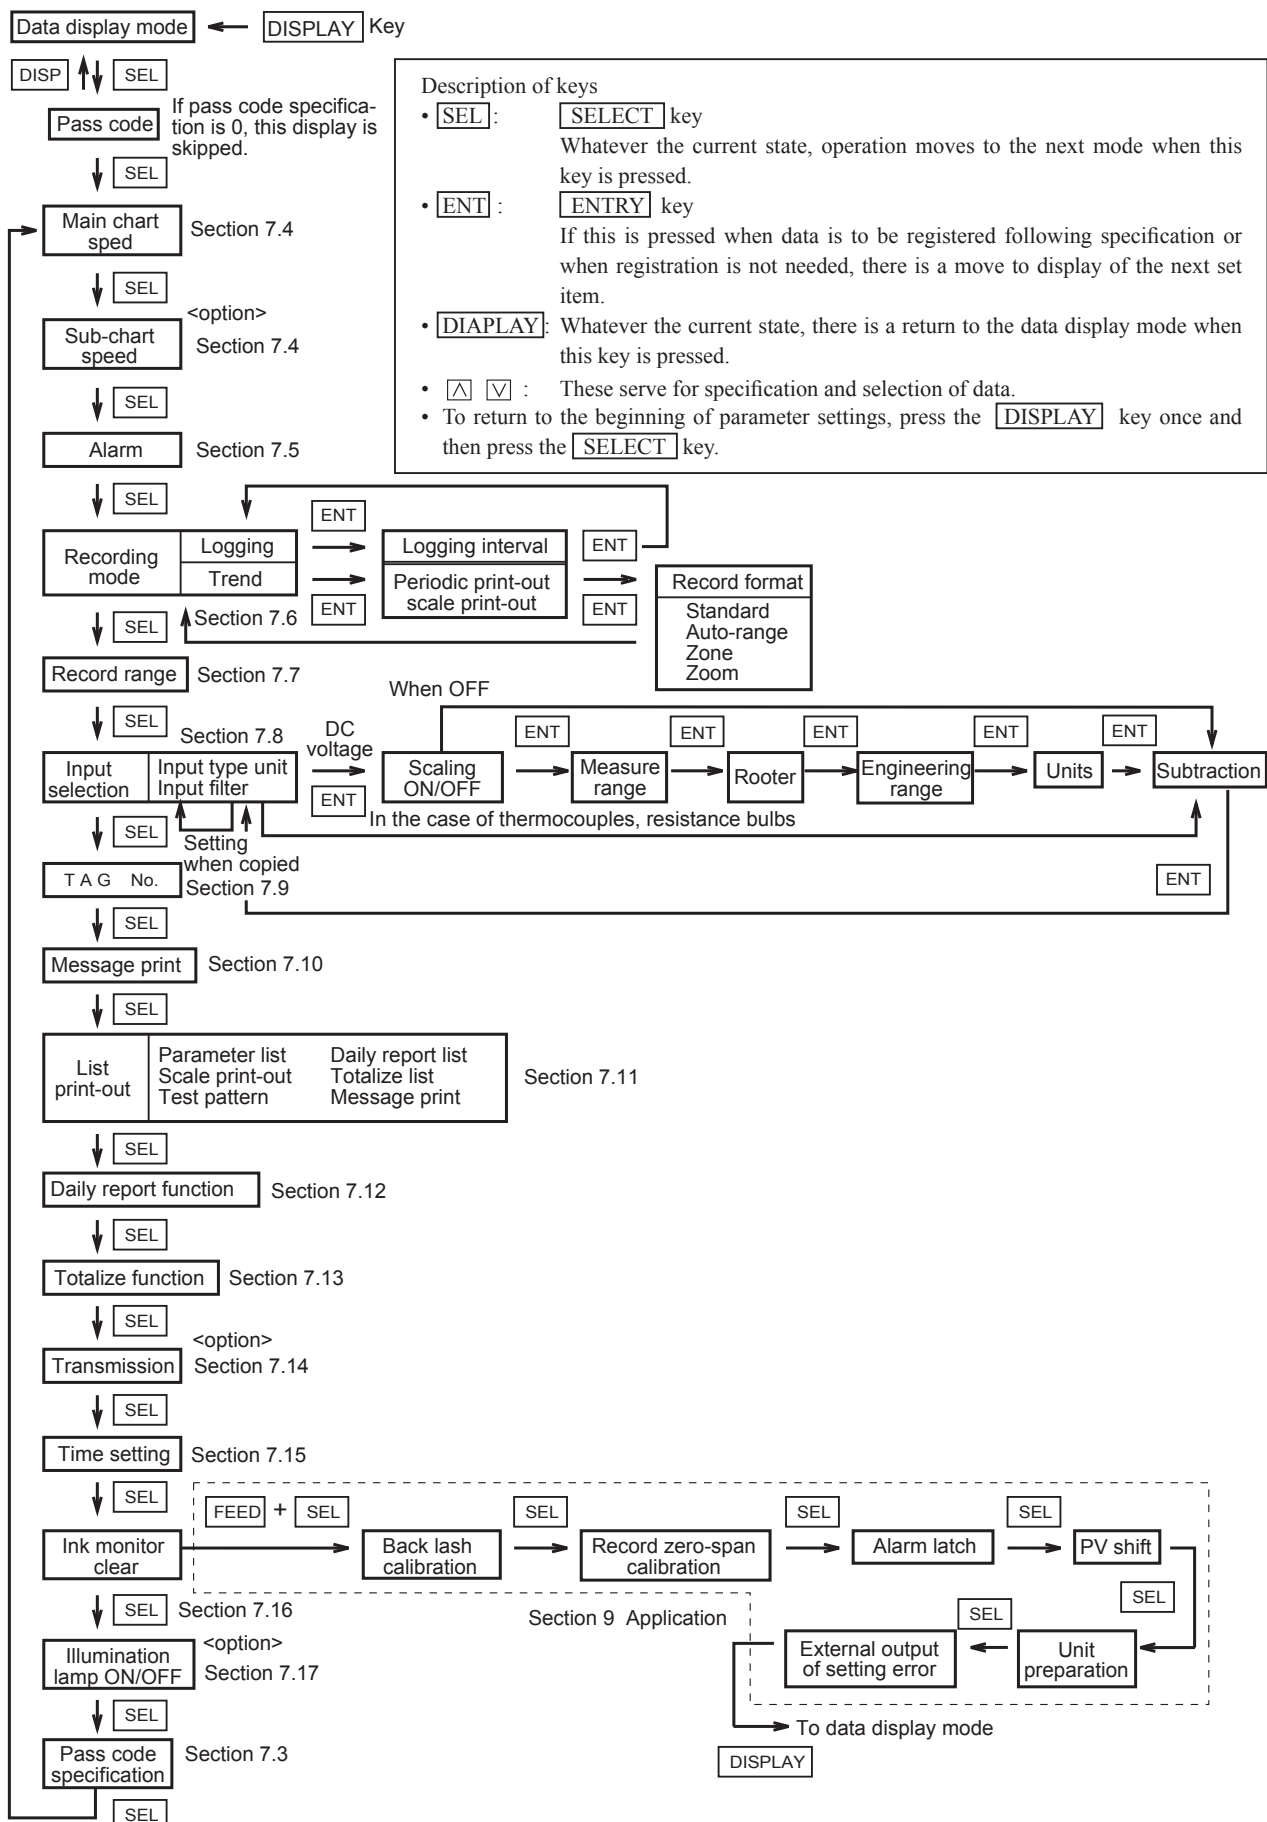 Data display mode
DISPLAY Key
DISP
SEL
Pass code
If pass code specifica-
tion is 0, this display is
skipped.
SEL
Description of keys
• SEL : SELECT key
Whatever the current state, operation moves to the next mode when this
key is pressed.
• ENT : ENTRY key
If this is pressed when data is to be registered following specification or
when registration is not needed, there is a move to display of the next set
item.
• DIAPLAY : Whatever the current state, there is a return to the data display mode when
this key is pressed.
• ∧ ∨ : These serve for specification and selection of data.
• To return to the beginning of parameter settings, press the DISPLAY key once and
then press the SELECT key.
Main chart
sped
Section 7.4
SEL
<option>
Sub-chart
speed
Section 7.4
SEL
Alarm
Section 7.5
SEL
Recording
mode
Logging
Trend
ENT
ENT
Logging interval
Periodic print-out
scale print-out
ENT
ENT
Record format
Standard
Auto-range
Zone
Zoom
Section 7.6
SEL
Record range
Section 7.7
SEL
Section 7.8
Input
selection
Input type unit
Input filter
DC
voltage
ENT
When OFF
Scaling
ON/OFF
ENT
Measure
range
ENT
Rooter
ENT
Engineering
range
ENT
Units
ENT
Subtraction
In the case of thermocouples, resistance bulbs
ENT
SEL
Setting
when copied
TAG No.
Section 7.9
SEL
Message print
Section 7.10
SEL
List
print-out
Parameter list
Scale print-out
Test pattern
Daily report list
Totalize list
Message print
Section 7.11
SEL
Daily report function
Section 7.12
SEL
Totalize function
Section 7.13
SEL
<option>
Transmission
Section 7.14
SEL
Time setting
Section 7.15
SEL
Ink monitor
clear
FEED + SEL
Back lash
calibration
SEL
Record zero-span
calibration
SEL
Alarm latch
SEL
PV shift
SEL
Unit
preparation
SEL
External output
of setting error
Section 9 Application
To data display mode
DISPLAY
SEL
Section 7.16
<option>
Illumination
lamp ON/OFF
Section 7.17
SEL
Pass code
specification
Section 7.3
SEL